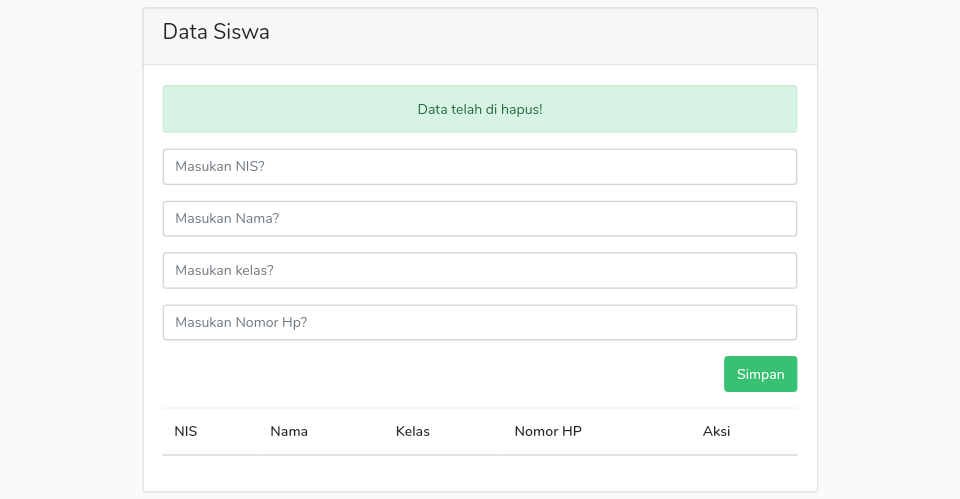 Data Siswa
Data telah di hapus!
Masukan NIS?
Masukan Nama?
Masukan kelas?
Masukan Nomor Hp?
Simpan
NIS Nama Kelas Nomor HP Aksi